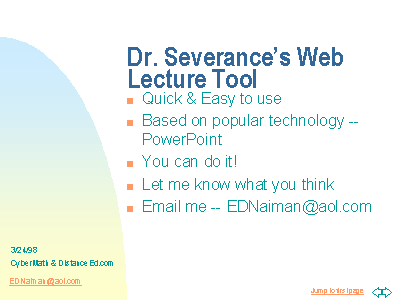 Dr. Severance's Web
Lecture Tool
Quick & Easy to use
Based on popular technology --
PowerPoint
You can do it!
Let me know what you think
Email me -- EDNaiman@aol.com
3/24/98
CyberMath & Distance Ed.com
EDNaiman@aol.com
Jump to first page